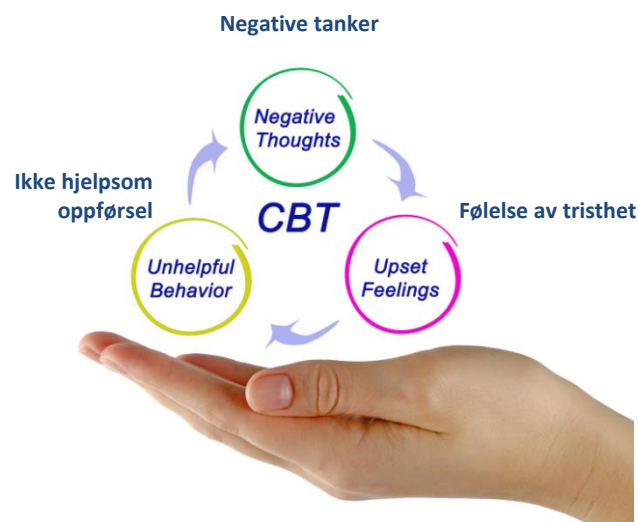 Negative tanker
Negative
Thoughts
Ikke hjelpsom
oppførsel
CBT
Følelse av tristhet
Unhelpful
Behavior
Upset
Feelings